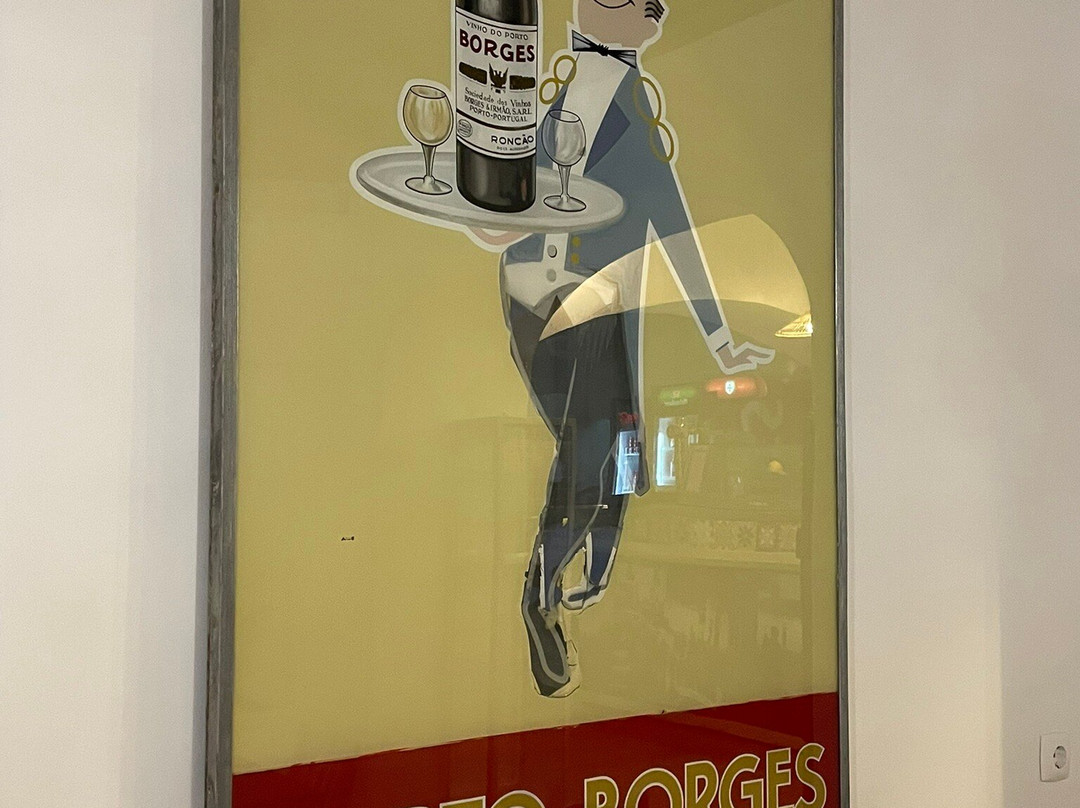 VINHO DO PORTO
BORGES
Sociedade dos Vinhos
BORGES & IRMÃO, S.A.R.L.
PORTO-PORTUGAL
RONCÃO
BORGES